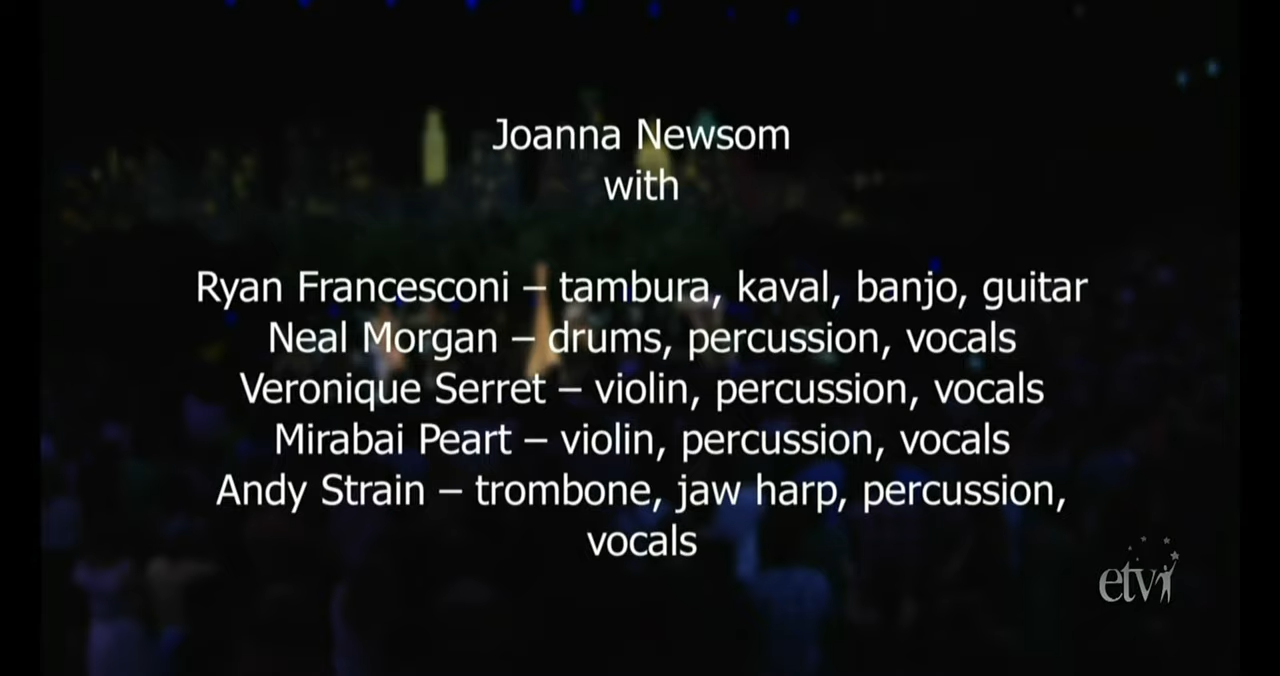 Joanna Newsom
with
Ryan Francesconi – tambura, kaval, banjo, guitar
Neal Morgan – drums, percussion, vocals
Veronique Serret – violin, percussion, vocals
Mirabai Peart – violin, percussion, vocals
Andy Strain – trombone, jaw harp, percussion,
vocals
etv